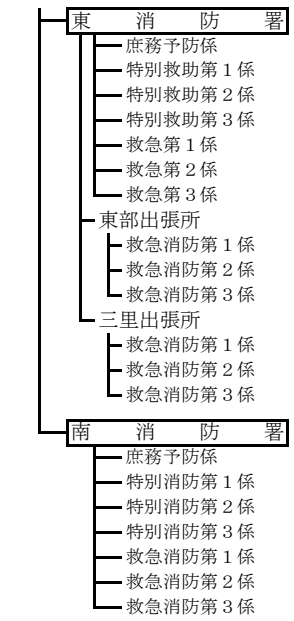 東消防署
庶務予防係
特別救助第１係
特別救助第２係
特別救助第３係
救急第１係
救急第２係
救急第３係
東部出張所
救急消防第１係
救急消防第２係
救急消防第３係
三里出張所
救急消防第１係
救急消防第２係
救急消防第３係
南消防署
庶務予防係
特別消防第１係
特別消防第２係
特別消防第３係
救急消防第１係
救急消防第２係
救急消防第３係